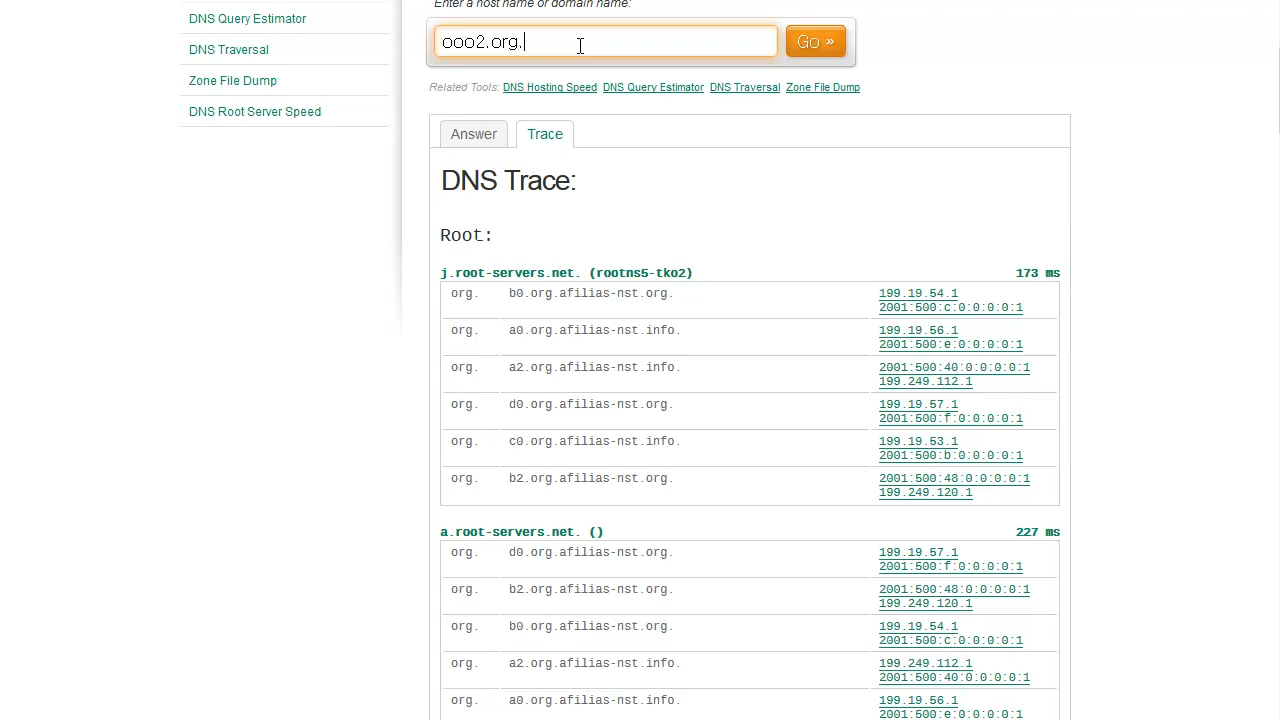 Enter a host name or domain name:
DNS Query Estimator
DNS Traversal
Zone File Dump
DNS Root Server Speed
ooo2.org.
Go »
Related Tools: DNS Hosting Speed DNS Query Estimator DNS Traversal Zone File Dump
Answer Trace
DNS Trace:
Root:
j.root-servers.net. (rootns5-tko2) 173 ms
org. b0.org.afilias-nst.org. 199.19.54.1
2001:500:c:0:0:0:0:1
org. a0.org.afilias-nst.info. 199.19.56.1
2001:500:e:0:0:0:0:1
org. a2.org.afilias-nst.info. 2001:500:40:0:0:0:0:1
199.249.112.1
org. d0.org.afilias-nst.org. 199.19.57.1
2001:500:f:0:0:0:0:1
org. c0.org.afilias-nst.info. 199.19.53.1
2001:500:b:0:0:0:0:1
org. b2.org.afilias-nst.org. 2001:500:48:0:0:0:0:1
199.249.120.1
a.root-servers.net. () 227 ms
org. d0.org.afilias-nst.org. 199.19.57.1
2001:500:f:0:0:0:0:1
org. b2.org.afilias-nst.org. 2001:500:48:0:0:0:0:1
199.249.120.1
org. b0.org.afilias-nst.org. 199.19.54.1
2001:500:c:0:0:0:0:1
org. a2.org.afilias-nst.info. 199.249.112.1
2001:500:40:0:0:0:0:1
org. a0.org.afilias-nst.info. 199.19.56.1
2001:500:e:0:0:0:0:1